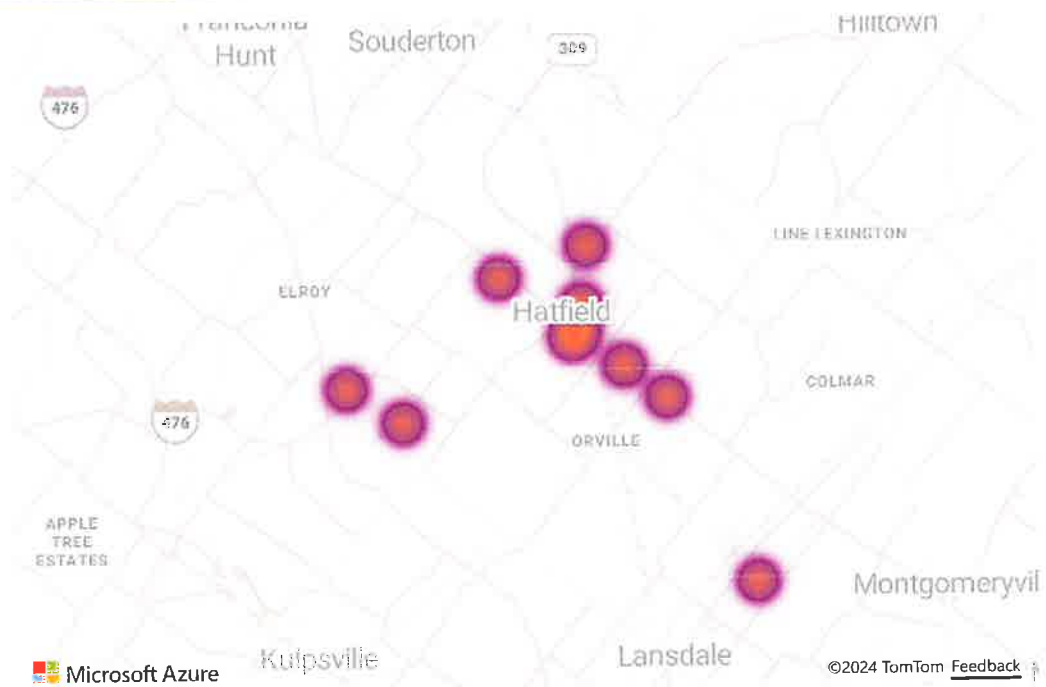 Hunt
Souderton
309
Hilltown
476
LINE LEXINGTON
ELROY
Hatfield
COLMAR
476
ORVILLE
APPLE
TREE
ESTATES
Montgomeryvil
Kulpsville
Lansdale
Microsoft Azure
©2024 TomTom Feedback